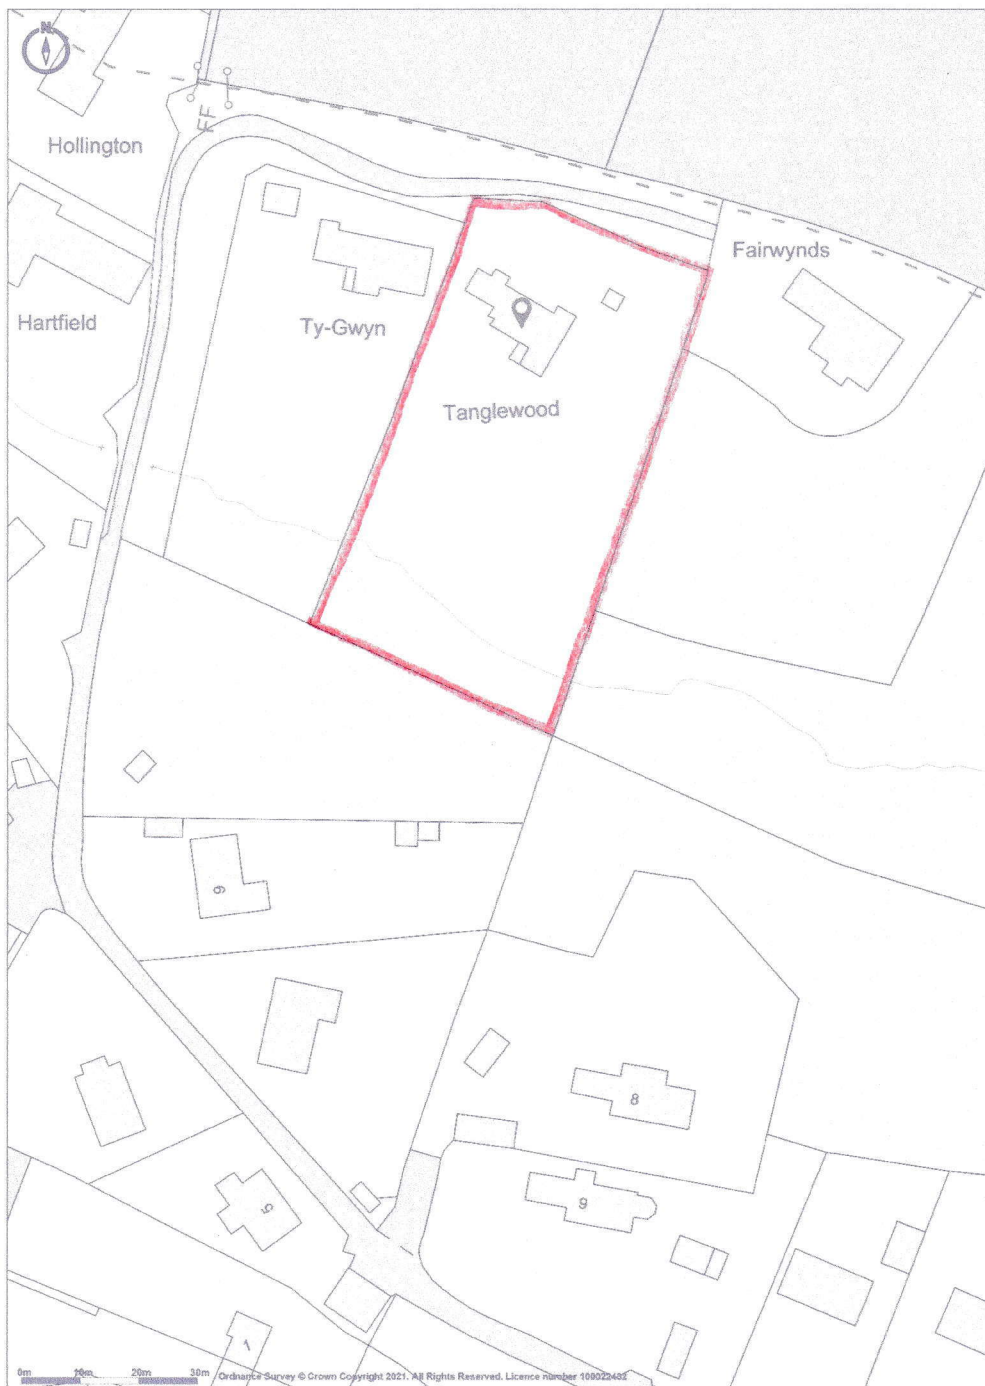 N
FF
Hollington
Fairwynds
Hartfield
Ty-Gwyn
Tanglewood
9
8
9
5
1
0m 10m 20m 30m
Ordnance Survey © Crown Copyright 2021. All Rights Reserved. Licence number 100022432